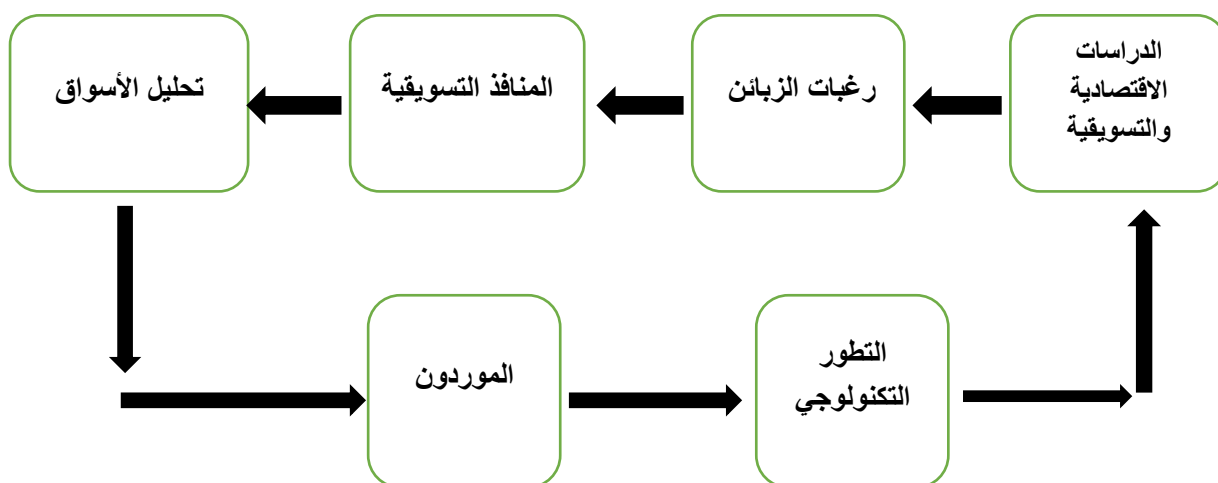 الدراسات
الاقتصادية
والتسويقية
رغبات الزبائن
المنافذ التسويقية
تحليل الأسواق
الموردون
التطور
التكنولوجي